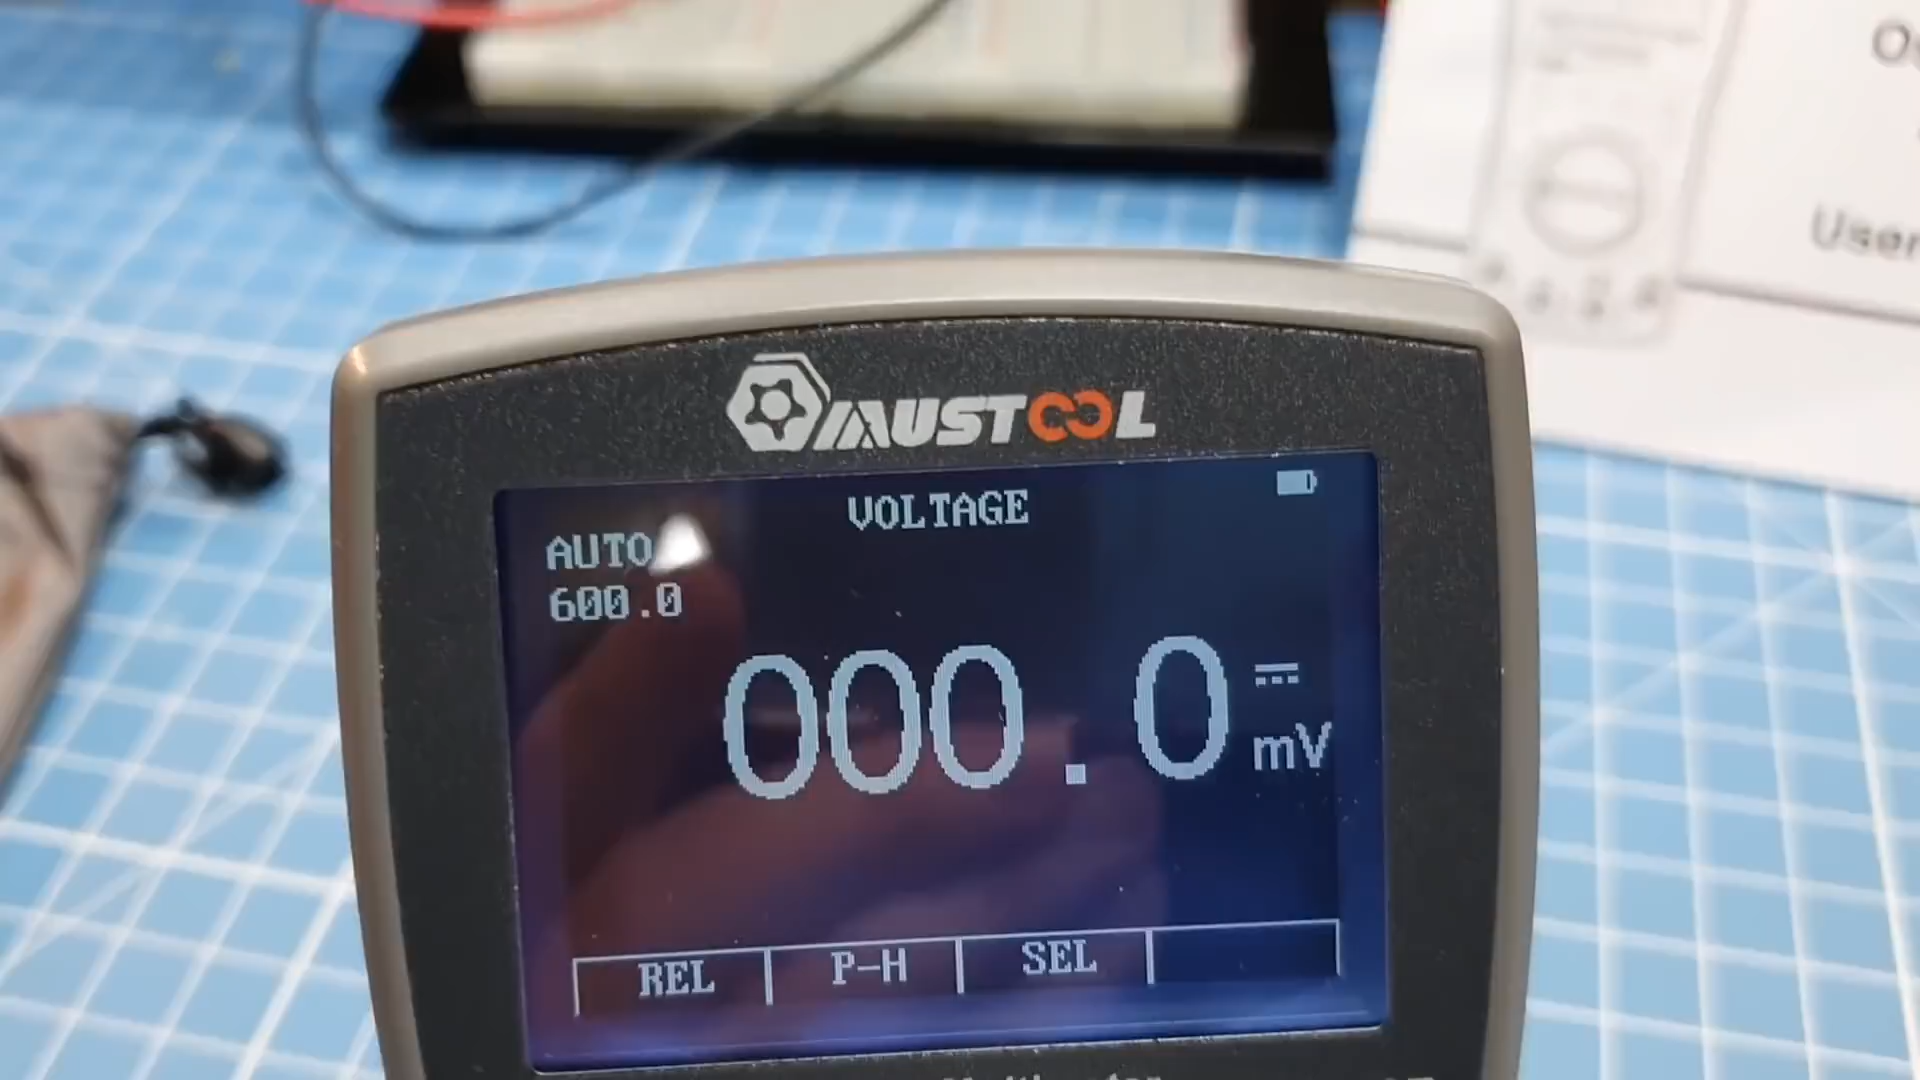 MUSTOOL
VOLTAGE
AUTO
600.0
000.0
mV
REL P-H SEL
User